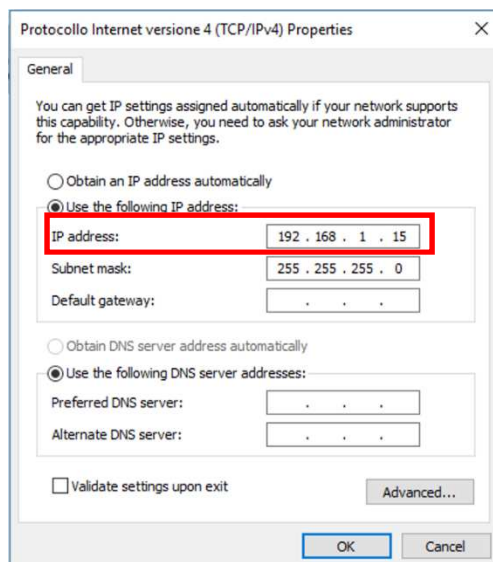 Protocollo Internet versione 4 (TCP/IPv4) Properties
General
You can get IP settings assigned automatically if your network supports
this capability. Otherwise, you need to ask your network administrator
for the appropriate IP settings.
Obtain an IP address automatically
Use the following IP address:
IP address: 192 . 168 . 1 . 15
Subnet mask: 255 . 255 . 255 . 0
Default gateway: . . .
Obtain DNS server address automatically
Use the following DNS server addresses:
Preferred DNS server: . . .
Alternate DNS server: . . .
Validate settings upon exit
Advanced...
OK Cancel